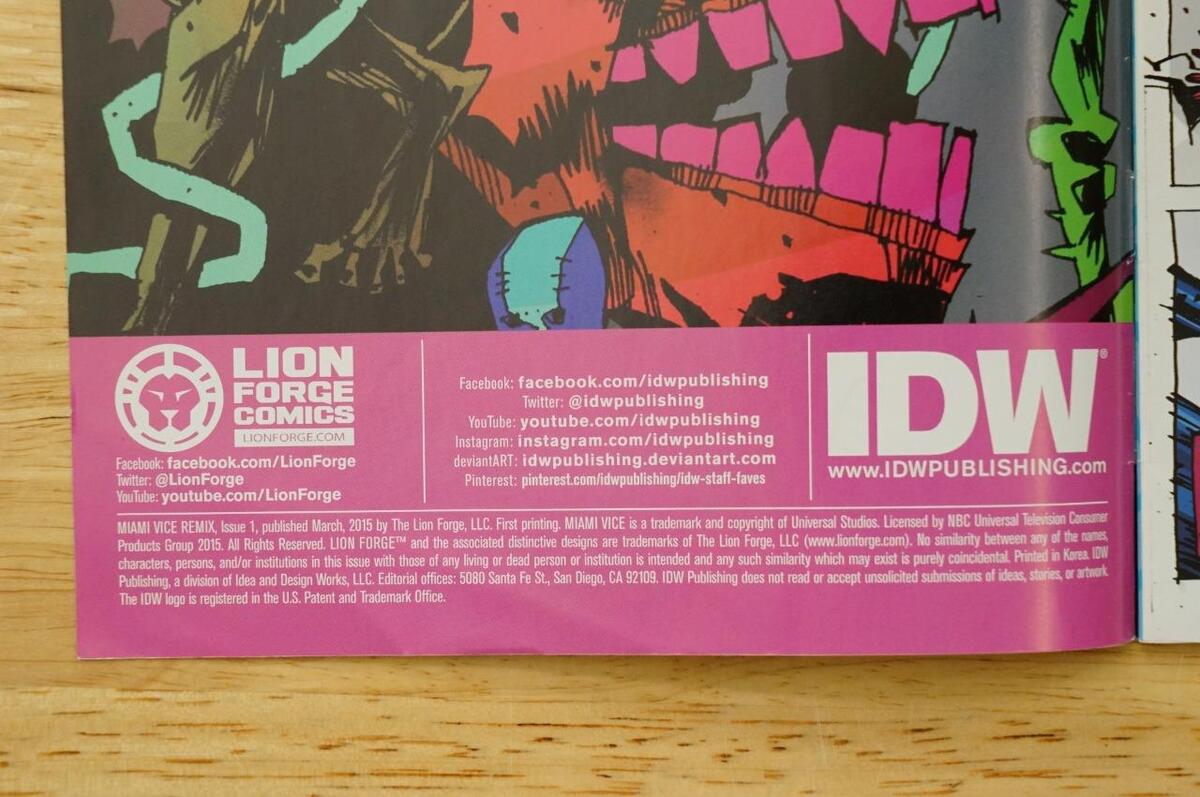 LION
FORGE
COMICS
LIONFORGE.COM
Facebook: facebook.com/LionForge
Twitter: @LionForge
YouTube: youtube.com/LionForge
Facebook: facebook.com/idwpublishing
Twitter: @idwpublishing
YouTube: youtube.com/idwpublishing
Instagram: instagram.com/idwpublishing
deviantART: idwpublishing.deviantart.com
Pinterest: pinterest.com/idwpublishing/idw-staff-faves
IDW®
www.IDWPUBLISHING.com
MIAMI VICE REMIX, Issue 1, published March, 2015 by The Lion Forge, LLC. First printing. MIAMI VICE is a trademark and copyright of Universal Studios. Licensed by NBC Universal Television Consumer
Products Group 2015. All Rights Reserved. LION FORGE™ and the associated distinctive designs are trademarks of The Lion Forge, LLC (www.lionforge.com). No similarity between any of the names,
characters, persons, and/or institutions in this issue with those of any living or dead person or institution is intended and any such similarity which may exist is purely coincidental. Printed in Korea. IDW
Publishing, a division of Idea and Design Works, LLC. Editorial offices: 5080 Santa Fe St., San Diego, CA 92109. IDW Publishing does not read or accept unsolicited submissions of ideas, stories, or artwork.
The IDW logo is registered in the U.S. Patent and Trademark Office.